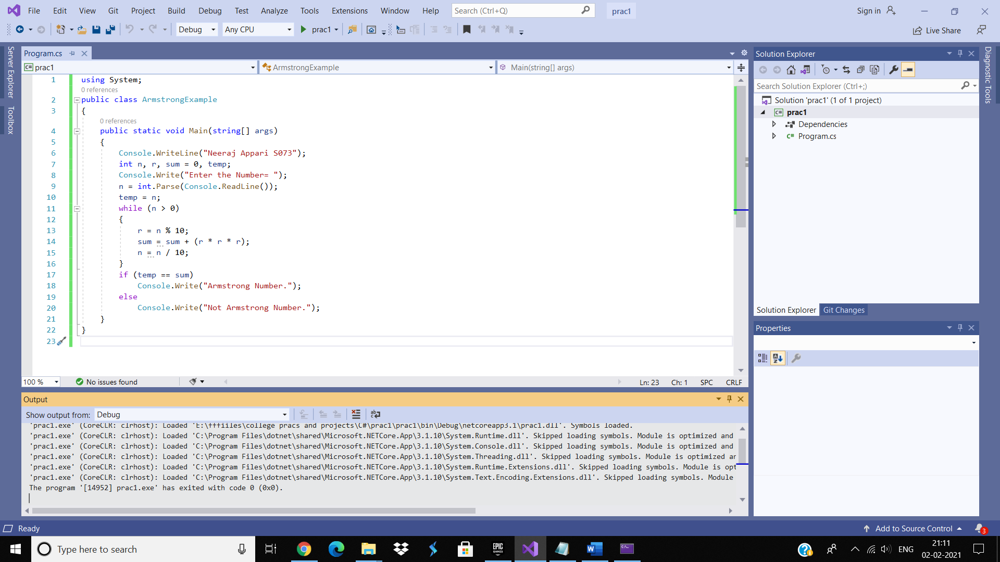 File Edit View Git Project Build Debug Test Analyze Tools Extensions Window Help Search (Ctrl+Q) prac1 Sign in
Debug Any CPU prac1 Live Share
Server Explorer
Toolbox
Program.cs
C# prac1 ArmstrongExample Main(string[] args)
1 using System;
0 references
2 public class ArmstrongExample
3 {
0 references
4 public static void Main(string[] args)
5 {
6 Console.WriteLine("Neeraj Appari S073");
7 int n, r, sum = 0, temp;
8 Console.Write("Enter the Number= ");
9 n = int.Parse(Console.ReadLine());
10 temp = n;
11 while (n > 0)
12 {
13 r = n % 10;
14 sum = sum + (r * r * r);
15 n = n / 10;
16 }
17 if (temp == sum)
18 Console.Write("Armstrong Number.");
19 else
20 Console.Write("Not Armstrong Number.");
21 }
22 }
23
100 % No issues found Ln: 23 Ch: 1 SPC CRLF
Output
Show output from: Debug
'prac1.exe' (CoreCLR: clrhost): Loaded 'E:\fffiiles\college pracs and projects\C#\prac1\prac1\bin\Debug\netcoreapp3.1\prac1.dll'. Symbols loaded.
'prac1.exe' (CoreCLR: clrhost): Loaded 'C:\Program Files\dotnet\shared\Microsoft.NETCore.App\3.1.10\System.Runtime.dll'. Skipped loading symbols. Module is optimized and
'prac1.exe' (CoreCLR: clrhost): Loaded 'C:\Program Files\dotnet\shared\Microsoft.NETCore.App\3.1.10\System.Console.dll'. Skipped loading symbols. Module is optimized and
'prac1.exe' (CoreCLR: clrhost): Loaded 'C:\Program Files\dotnet\shared\Microsoft.NETCore.App\3.1.10\System.Threading.dll'. Skipped loading symbols. Module is optimized ar
'prac1.exe' (CoreCLR: clrhost): Loaded 'C:\Program Files\dotnet\shared\Microsoft.NETCore.App\3.1.10\System.Runtime.Extensions.dll'. Skipped loading symbols. Module is opt
'prac1.exe' (CoreCLR: clrhost): Loaded 'C:\Program Files\dotnet\shared\Microsoft.NETCore.App\3.1.10\System.Text.Encoding.Extensions.dll'. Skipped loading symbols. Module
The program '[14952] prac1.exe' has exited with code 0 (0x0).
Solution Explorer
Search Solution Explorer (Ctrl+;)
Solution 'prac1' (1 of 1 project)
C# prac1
Dependencies
C# Program.cs
Solution Explorer Git Changes
Properties
Diagnostic Tools
Ready Add to Source Control 3
Type here to search EPIC GAMES W ENG 21:11
02-02-2021